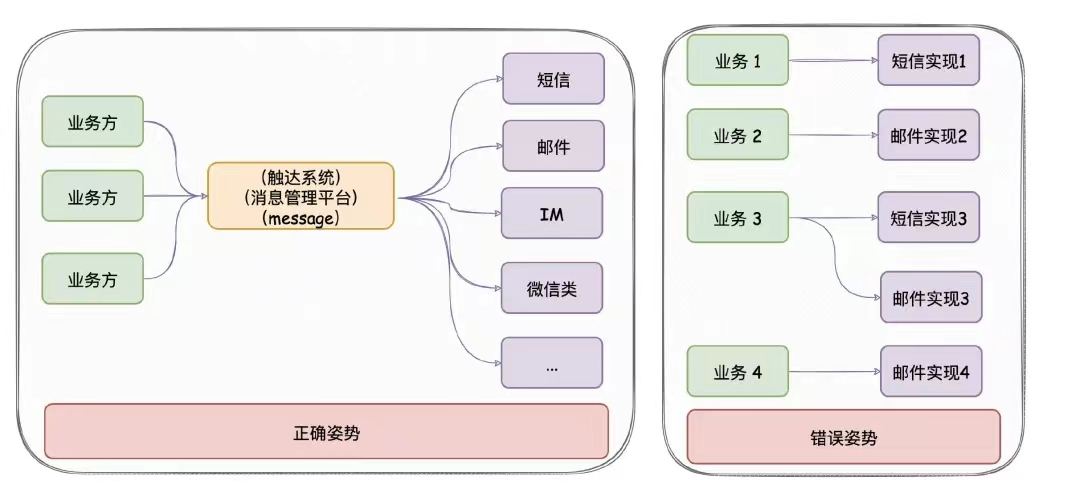 业务方
业务方
业务方
(触达系统)
(消息管理平台)
(message)
短信
邮件
IM
微信类
...
正确姿势
业务 1
短信实现1
业务 2
邮件实现2
业务 3
短信实现3
邮件实现3
业务 4
邮件实现4
错误姿势